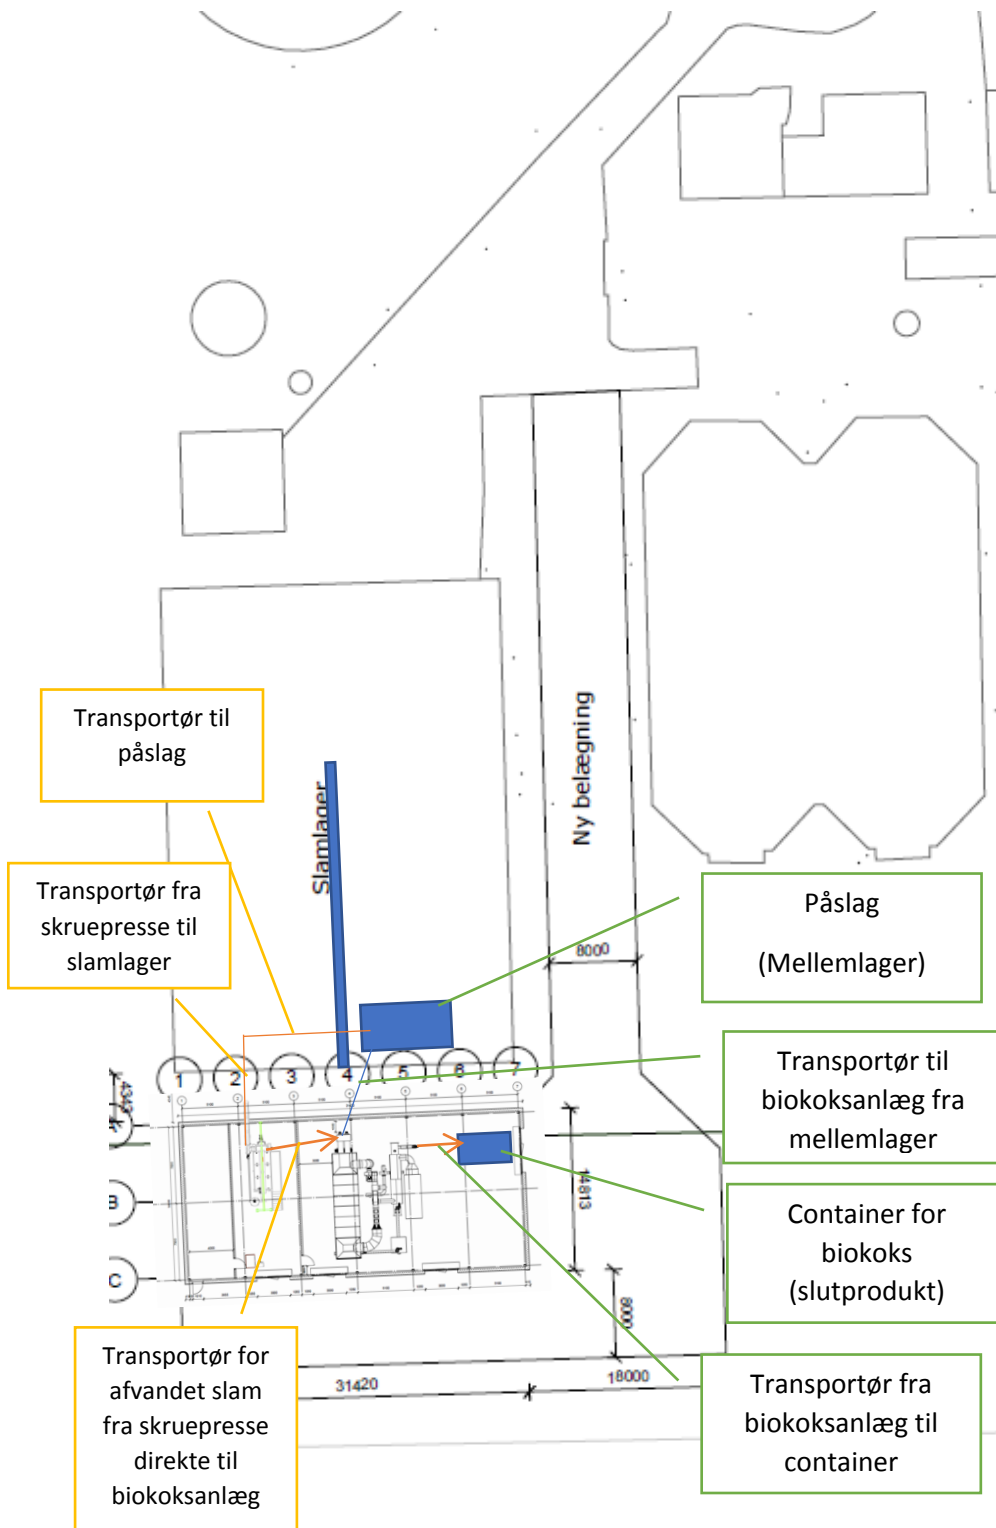 Transportør til
påslag
Slamlager
Ny belægning
Transportør fra
skruepresse til
slamlager
Påslag
(Mellemlager)
8000
1
2
3
4
5
6
7
4343
Transportør til
biokoksanlæg fra
mellemlager
B
14813
C
Container for
biokoks
(slutprodukt)
8000
Transportør for
afvandet slam
fra skruepresse
direkte til
biokoksanlæg
31420
18000
Transportør fra
biokoksanlæg til
container